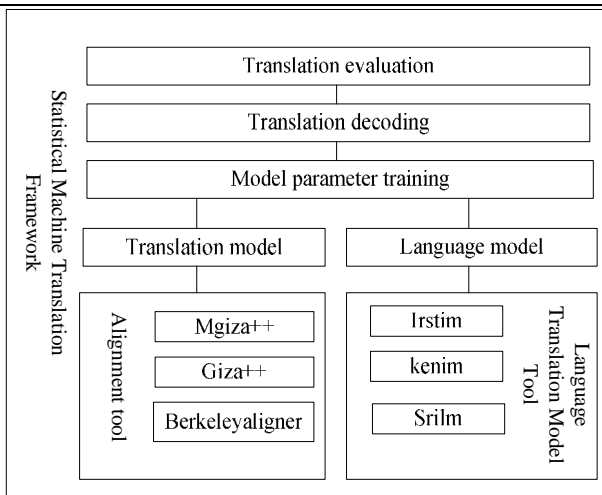 Statistical Machine Translation
Framework
Translation evaluation
Translation decoding
Model parameter training
Translation model
Language model
Alignment tool
Mgiza++
Giza++
Berkeleyaligner
Irstim
kenim
Srilm
Language
Translation Model
Tool